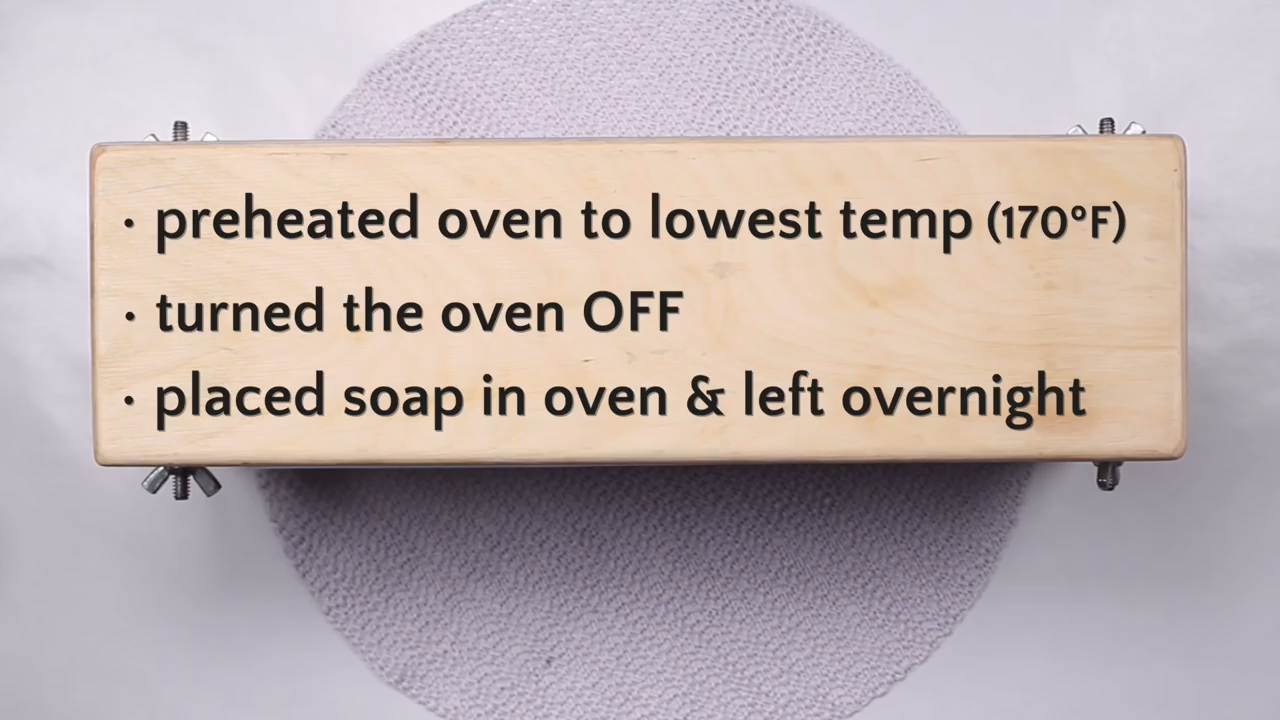 • preheated oven to lowest temp (170°F)
• turned the oven OFF
• placed soap in oven & left overnight